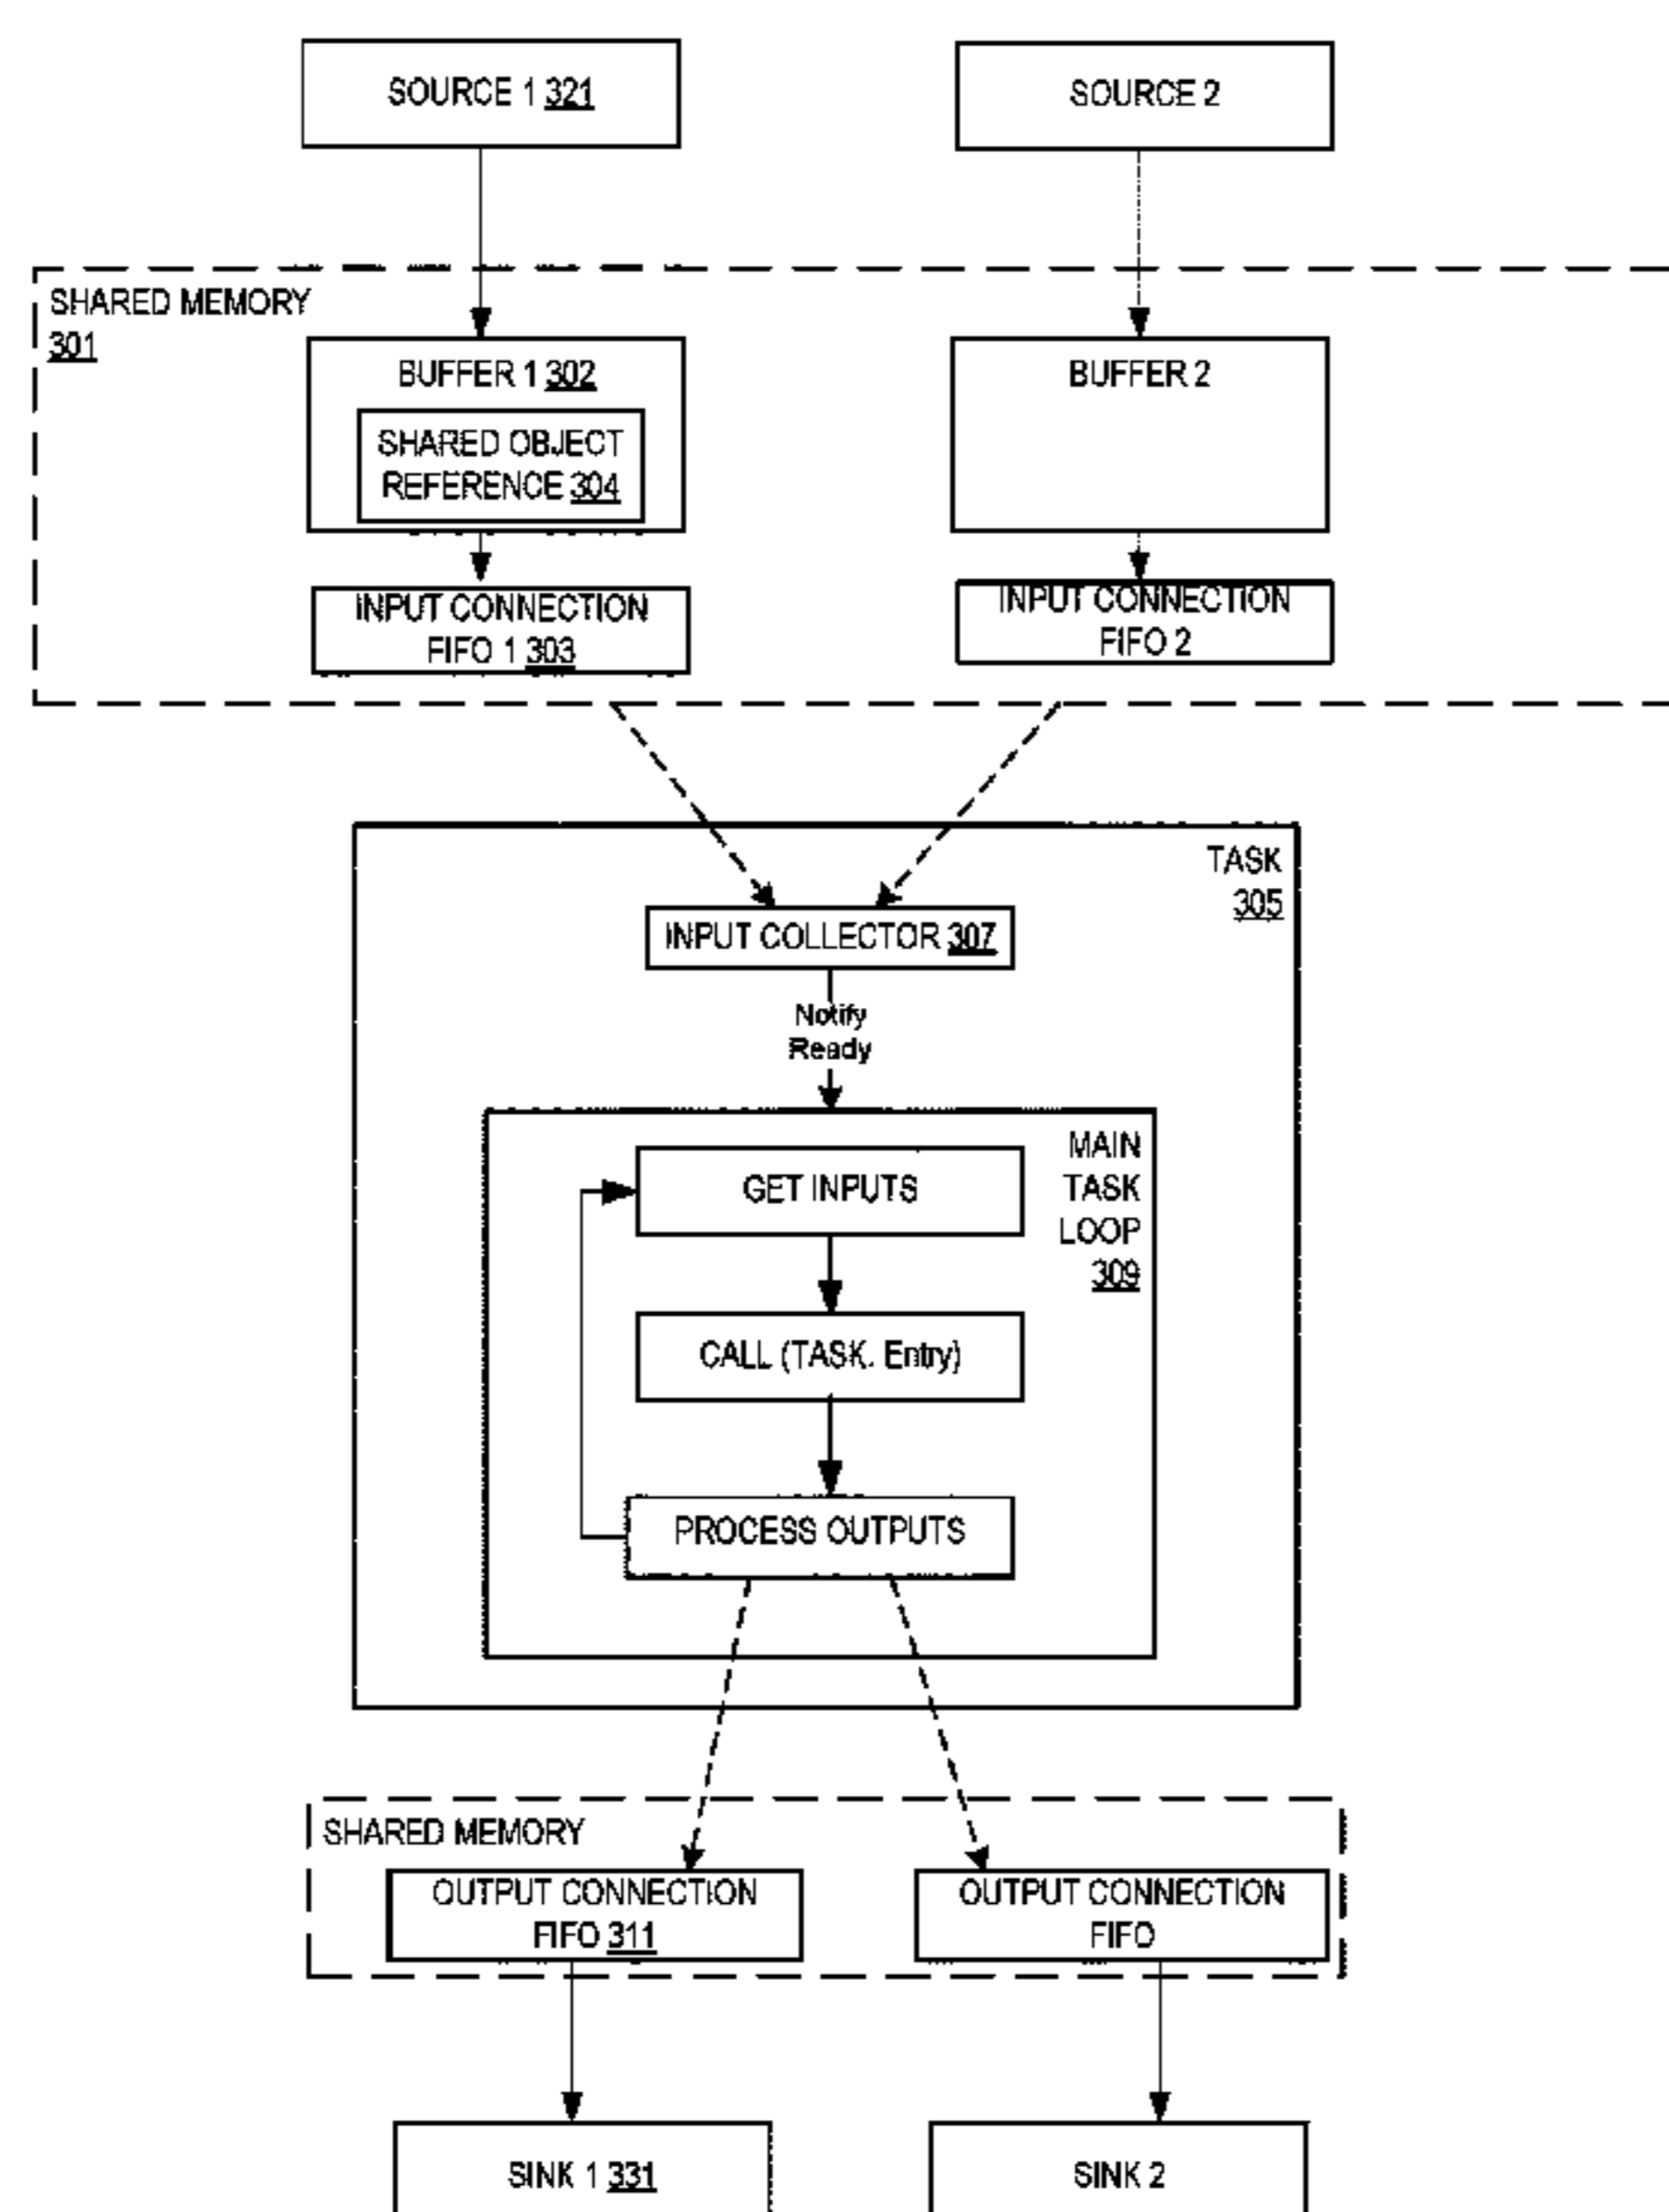 SOURCE 1 321
SOURCE 2
SHARED MEMORY
301
BUFFER 1 302
SHARED OBJECT
REFERENCE 304
BUFFER 2
INPUT CONNECTION
FIFO 1 303
INPUT CONNECTION
FIFO 2
TASK
305
INPUT COLLECTOR 307
Notify
Ready
MAIN
TASK
LOOP
309
GET INPUTS
CALL (TASK. Entry)
PROCESS OUTPUTS
SHARED MEMORY
OUTPUT CONNECTION
FIFO 311
OUTPUT CONNECTION
FIFO
SINK 1 331
SINK 2